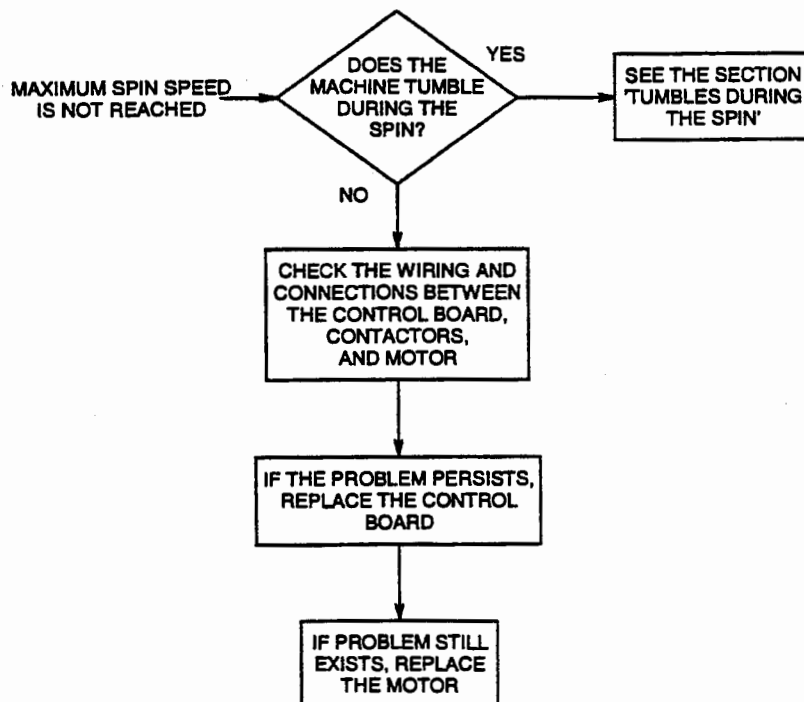 MAXIMUM SPIN SPEED
IS NOT REACHED
DOES THE
MACHINE TUMBLE
DURING THE
SPIN?
YES
SEE THE SECTION
'TUMBLES DURING
THE SPIN'
NO
CHECK THE WIRING AND
CONNECTIONS BETWEEN
THE CONTROL BOARD,
CONTACTORS,
AND MOTOR
IF THE PROBLEM PERSISTS,
REPLACE THE CONTROL
BOARD
IF PROBLEM STILL
EXISTS, REPLACE
THE MOTOR